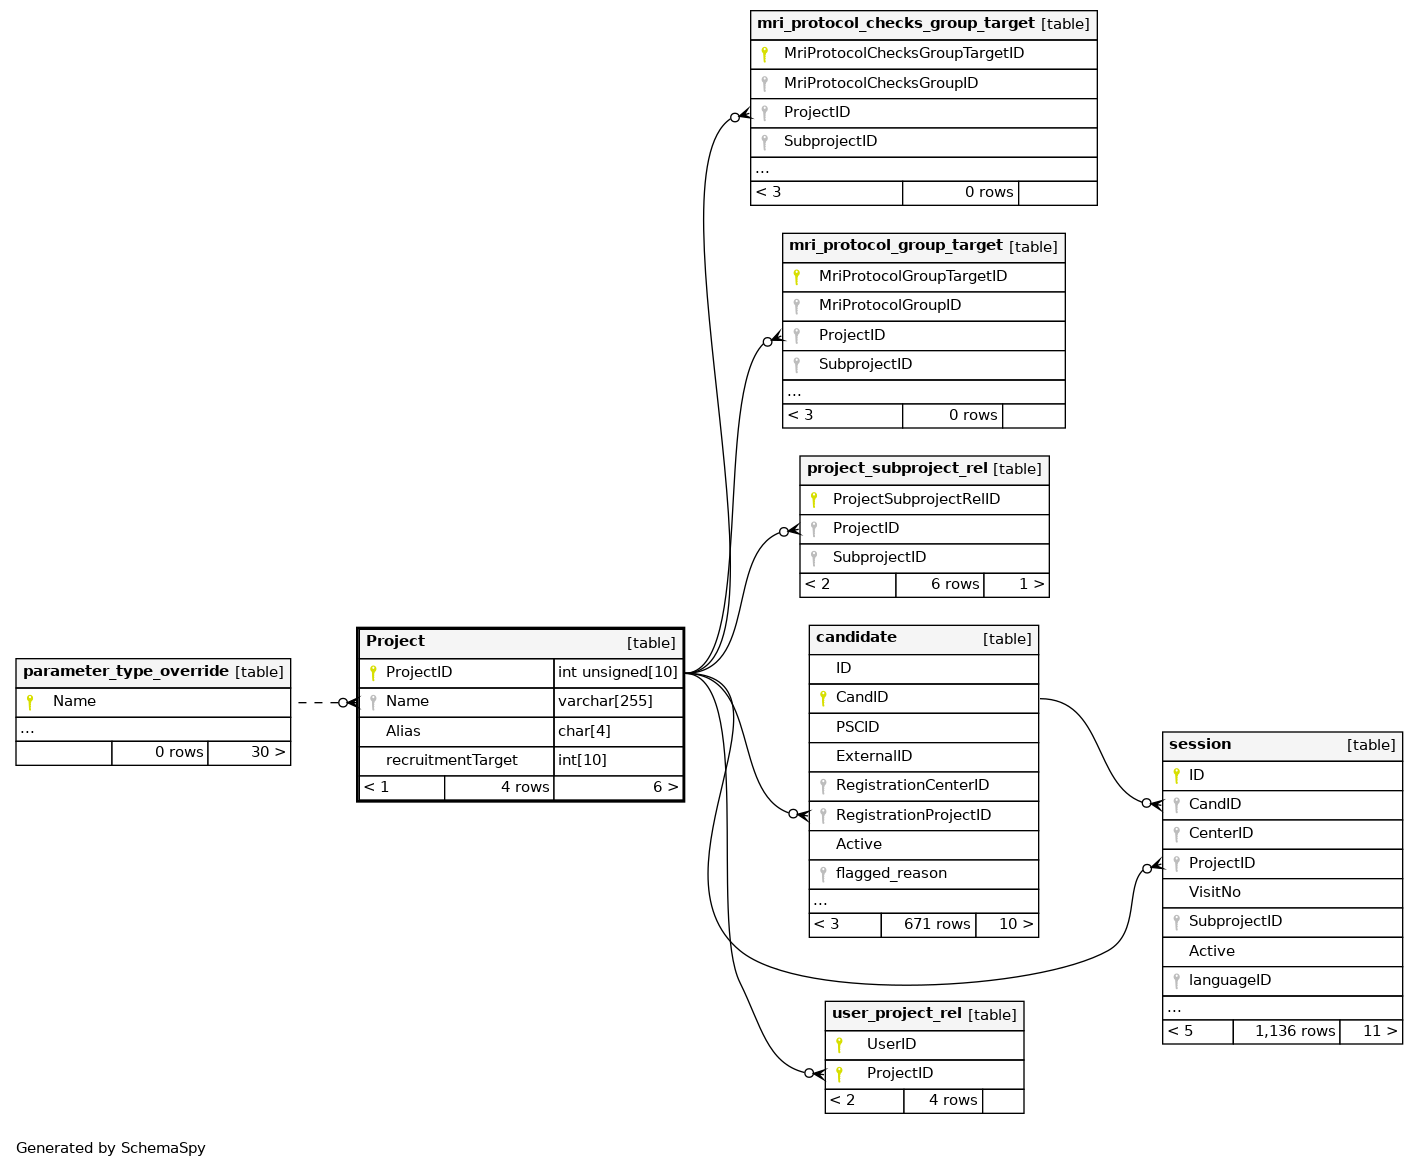 mri_protocol_checks_group_target [table]
MriProtocolChecksGroupTargetID
MriProtocolChecksGroupID
ProjectID
SubprojectID
...
< 3 0 rows
mri_protocol_group_target [table]
MriProtocolGroupTargetID
MriProtocolGroupID
ProjectID
SubprojectID
...
< 3 0 rows
project_subproject_rel [table]
ProjectSubprojectRelID
ProjectID
SubprojectID
< 2 6 rows 1 >
parameter_type_override [table]
Name
...
0 rows 30 >
Project [table]
ProjectID int unsigned[10]
Name varchar[255]
Alias char[4]
recruitmentTarget int[10]
< 1 4 rows 6 >
candidate [table]
ID
CandID
PSCID
ExternalID
RegistrationCenterID
RegistrationProjectID
Active
flagged_reason
...
< 3 671 rows 10 >
session [table]
ID
CandID
CenterID
ProjectID
VisitNo
SubprojectID
Active
languageID
...
< 5 1,136 rows 11 >
user_project_rel [table]
UserID
ProjectID
< 2 4 rows
Generated by SchemaSpy